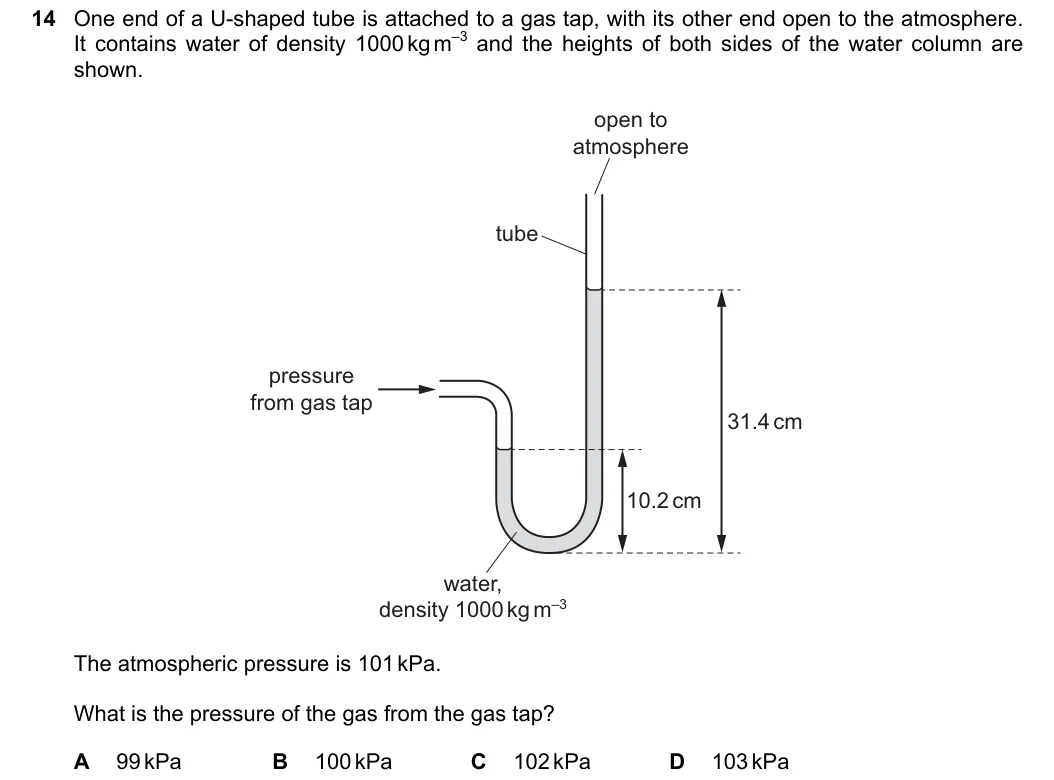 14 One end of a U-shaped tube is attached to a gas tap, with its other end open to the atmosphere.
It contains water of density 1000 kg m⁻³ and the heights of both sides of the water column are
shown.
open to
atmosphere
tube
pressure
from gas tap
31.4 cm
10.2 cm
water,
density 1000 kg m⁻³
The atmospheric pressure is 101 kPa.
What is the pressure of the gas from the gas tap?
A 99 kPa B 100 kPa C 102 kPa D 103 kPa